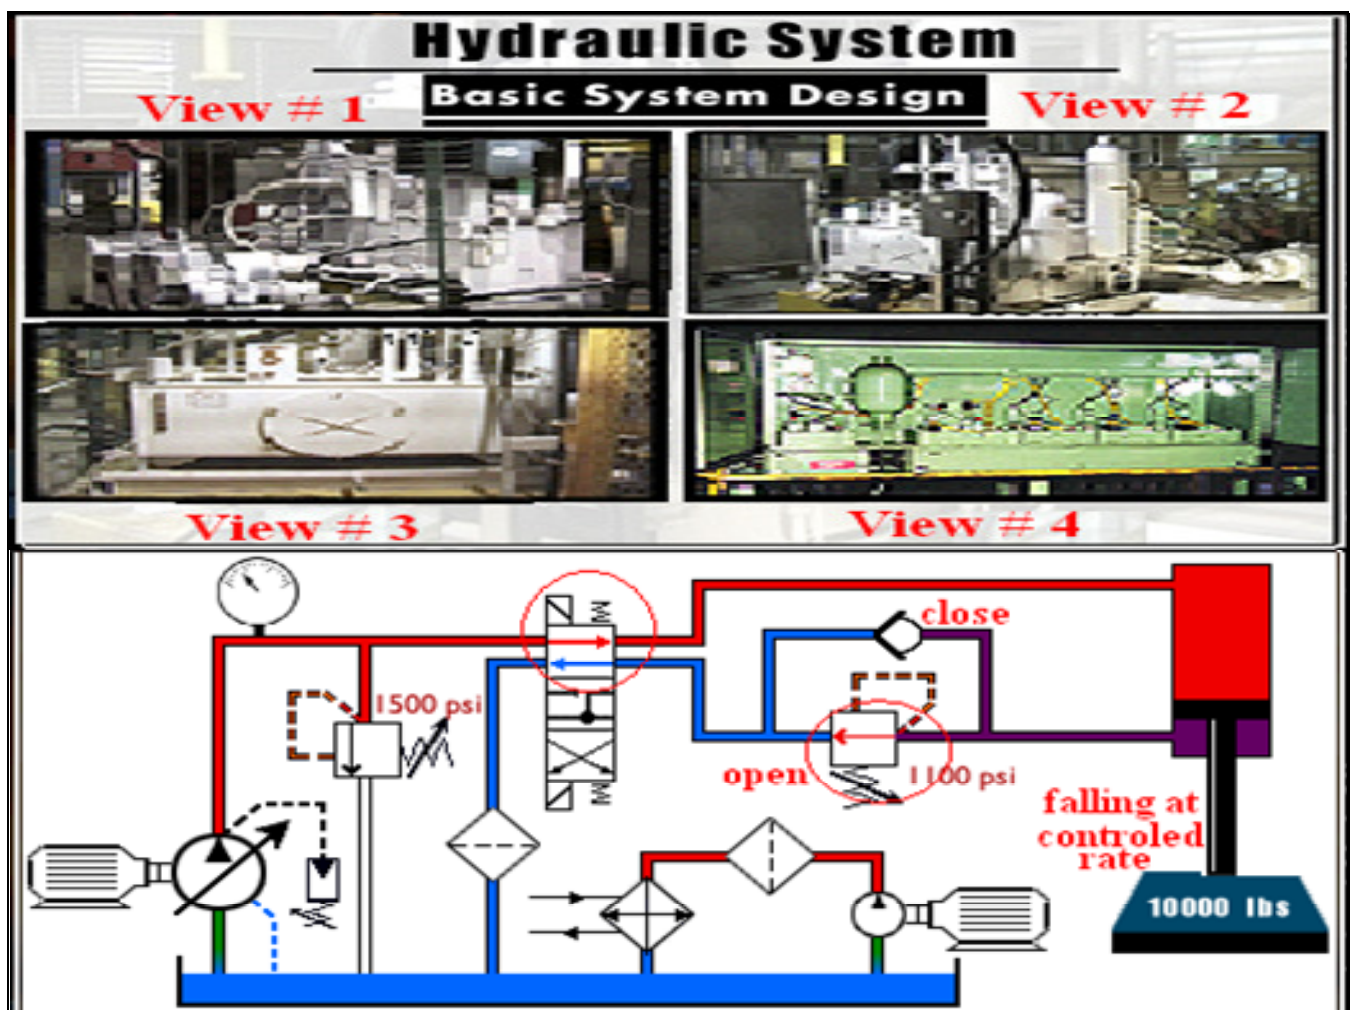 Hydraulic System
Basic System Design
View # 1
View # 2
View # 3
View # 4
close
1500 psi
open
1100 psi
falling at
controled
rate
10000 lbs